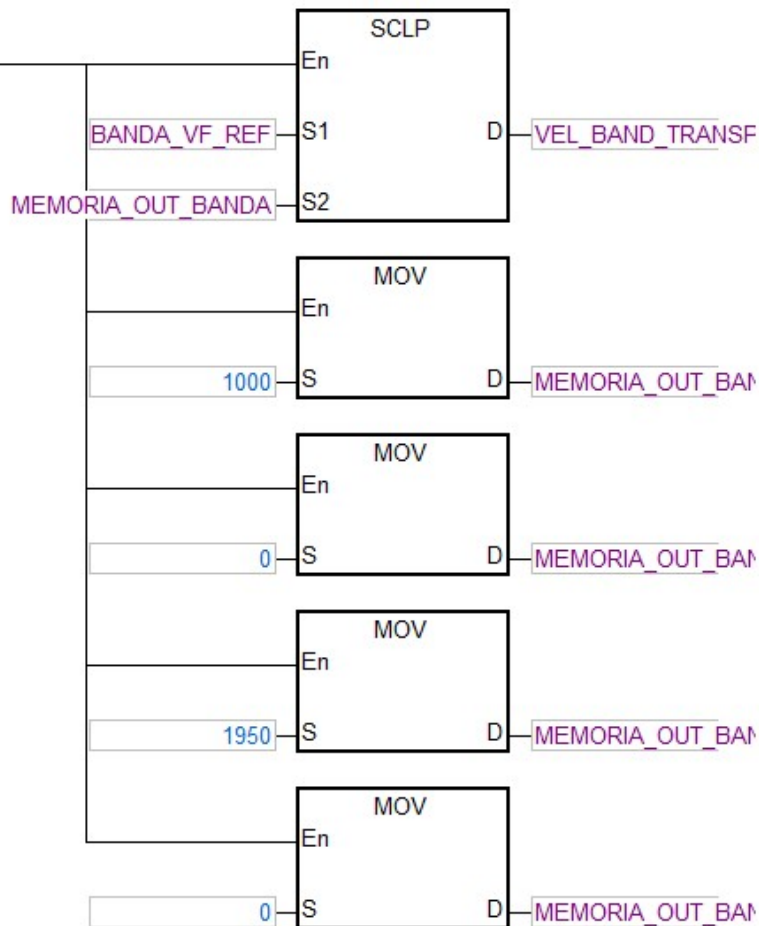 SCLP
En
BANDA_VF_REF S1 D VEL_BAND_TRANSF
MEMORIA_OUT_BANDA S2
MOV
En
1000 S D MEMORIA_OUT_BAN
MOV
En
0 S D MEMORIA_OUT_BAN
MOV
En
1950 S D MEMORIA_OUT_BAN
MOV
En
0 S D MEMORIA_OUT_BAN